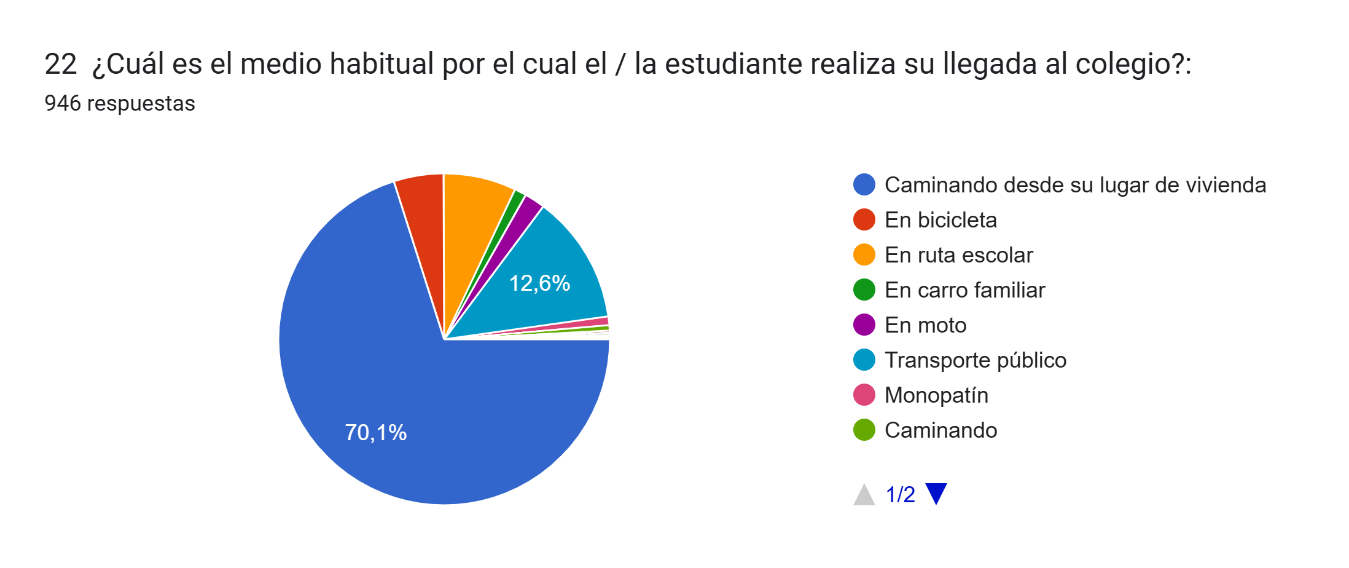 22  ¿Cuál es el medio habitual por el cual el / la estudiante realiza su llegada al colegio?:
946 respuestas
12,6%
70,1%
Caminando desde su lugar de vivienda
En bicicleta
En ruta escolar
En carro familiar
En moto
Transporte público
Monopatín
Caminando
1/2